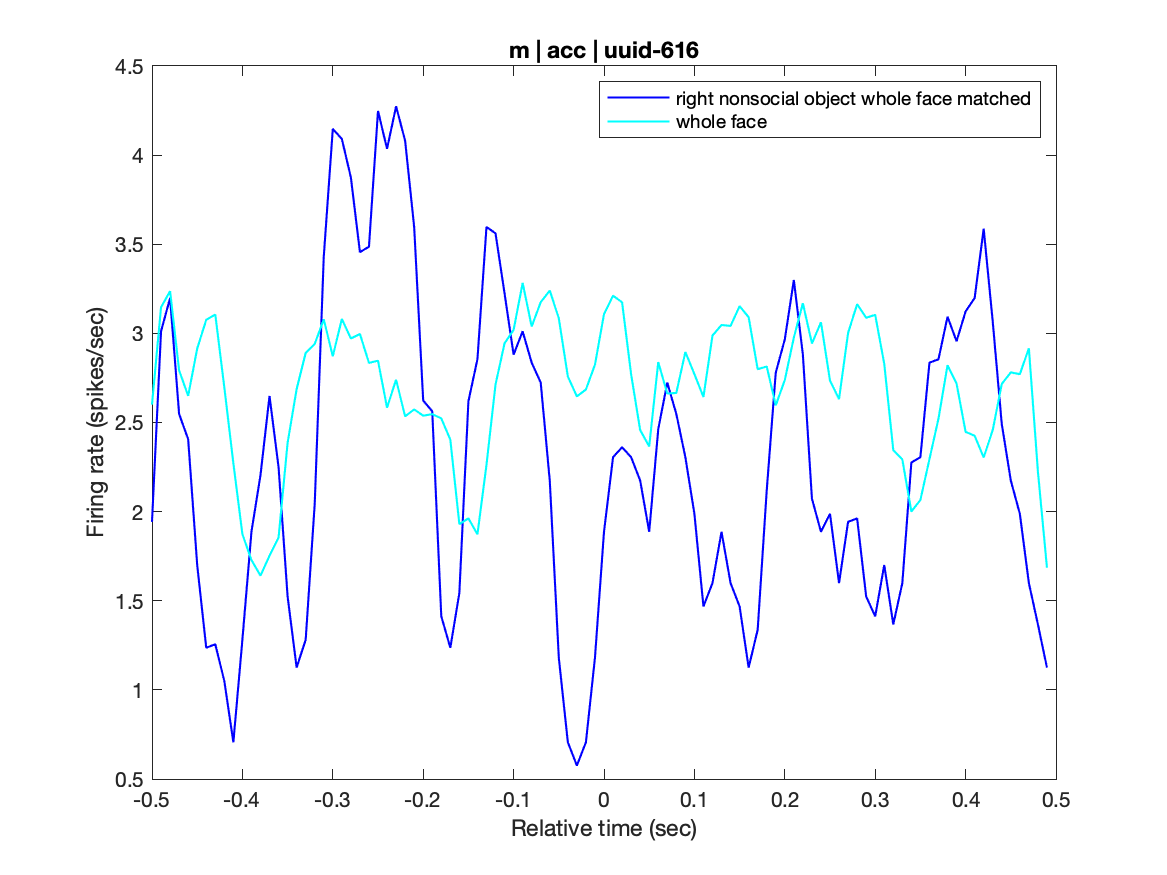 m | acc | uuid-616
right nonsocial object whole face matched
whole face
Firing rate (spikes/sec)
4.5
4
3.5
3
2.5
2
1.5
1
0.5
-0.5 -0.4 -0.3 -0.2 -0.1 0 0.1 0.2 0.3 0.4 0.5
Relative time (sec)